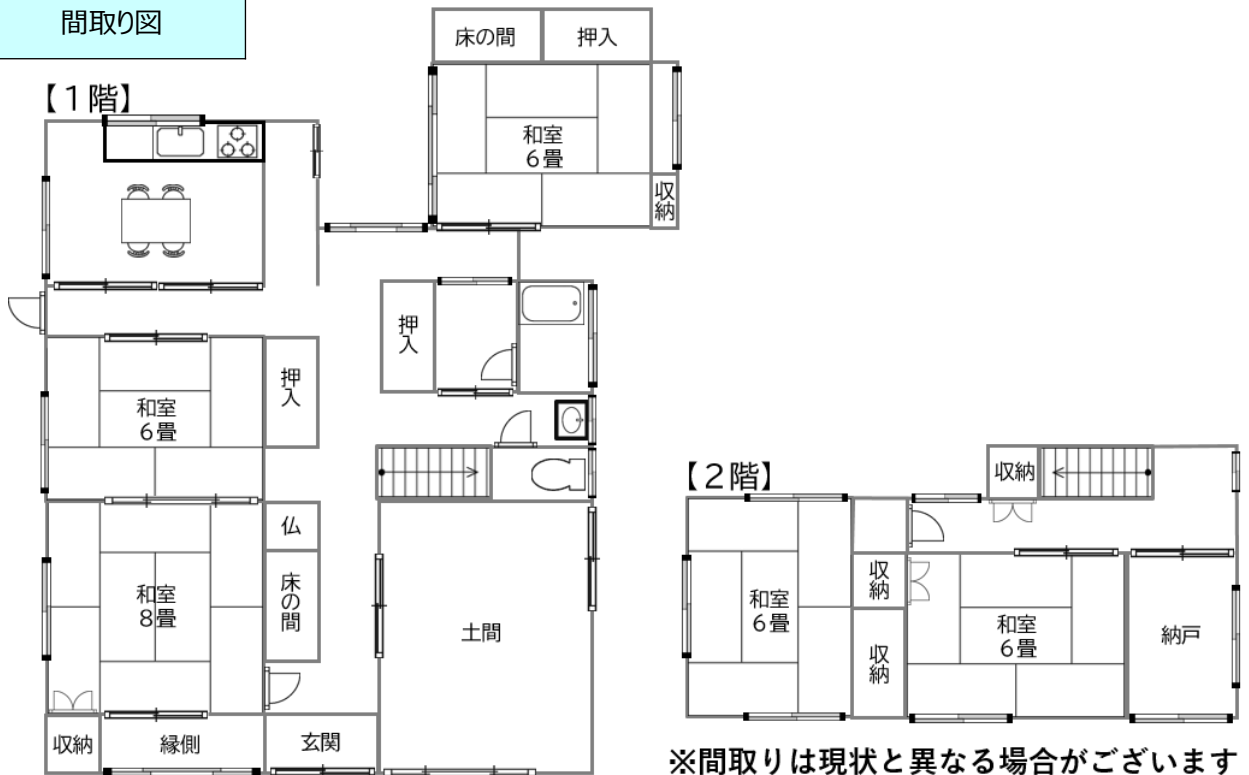 間取り図
【１階】
床の間
押入
和室
６畳
収納
押入
和室
６畳
押入
和室
８畳
仏
床の間
土間
収納
縁側
玄関
【２階】
収納
和室
６畳
収納
収納
和室
６畳
納戸
※間取りは現状と異なる場合がございます